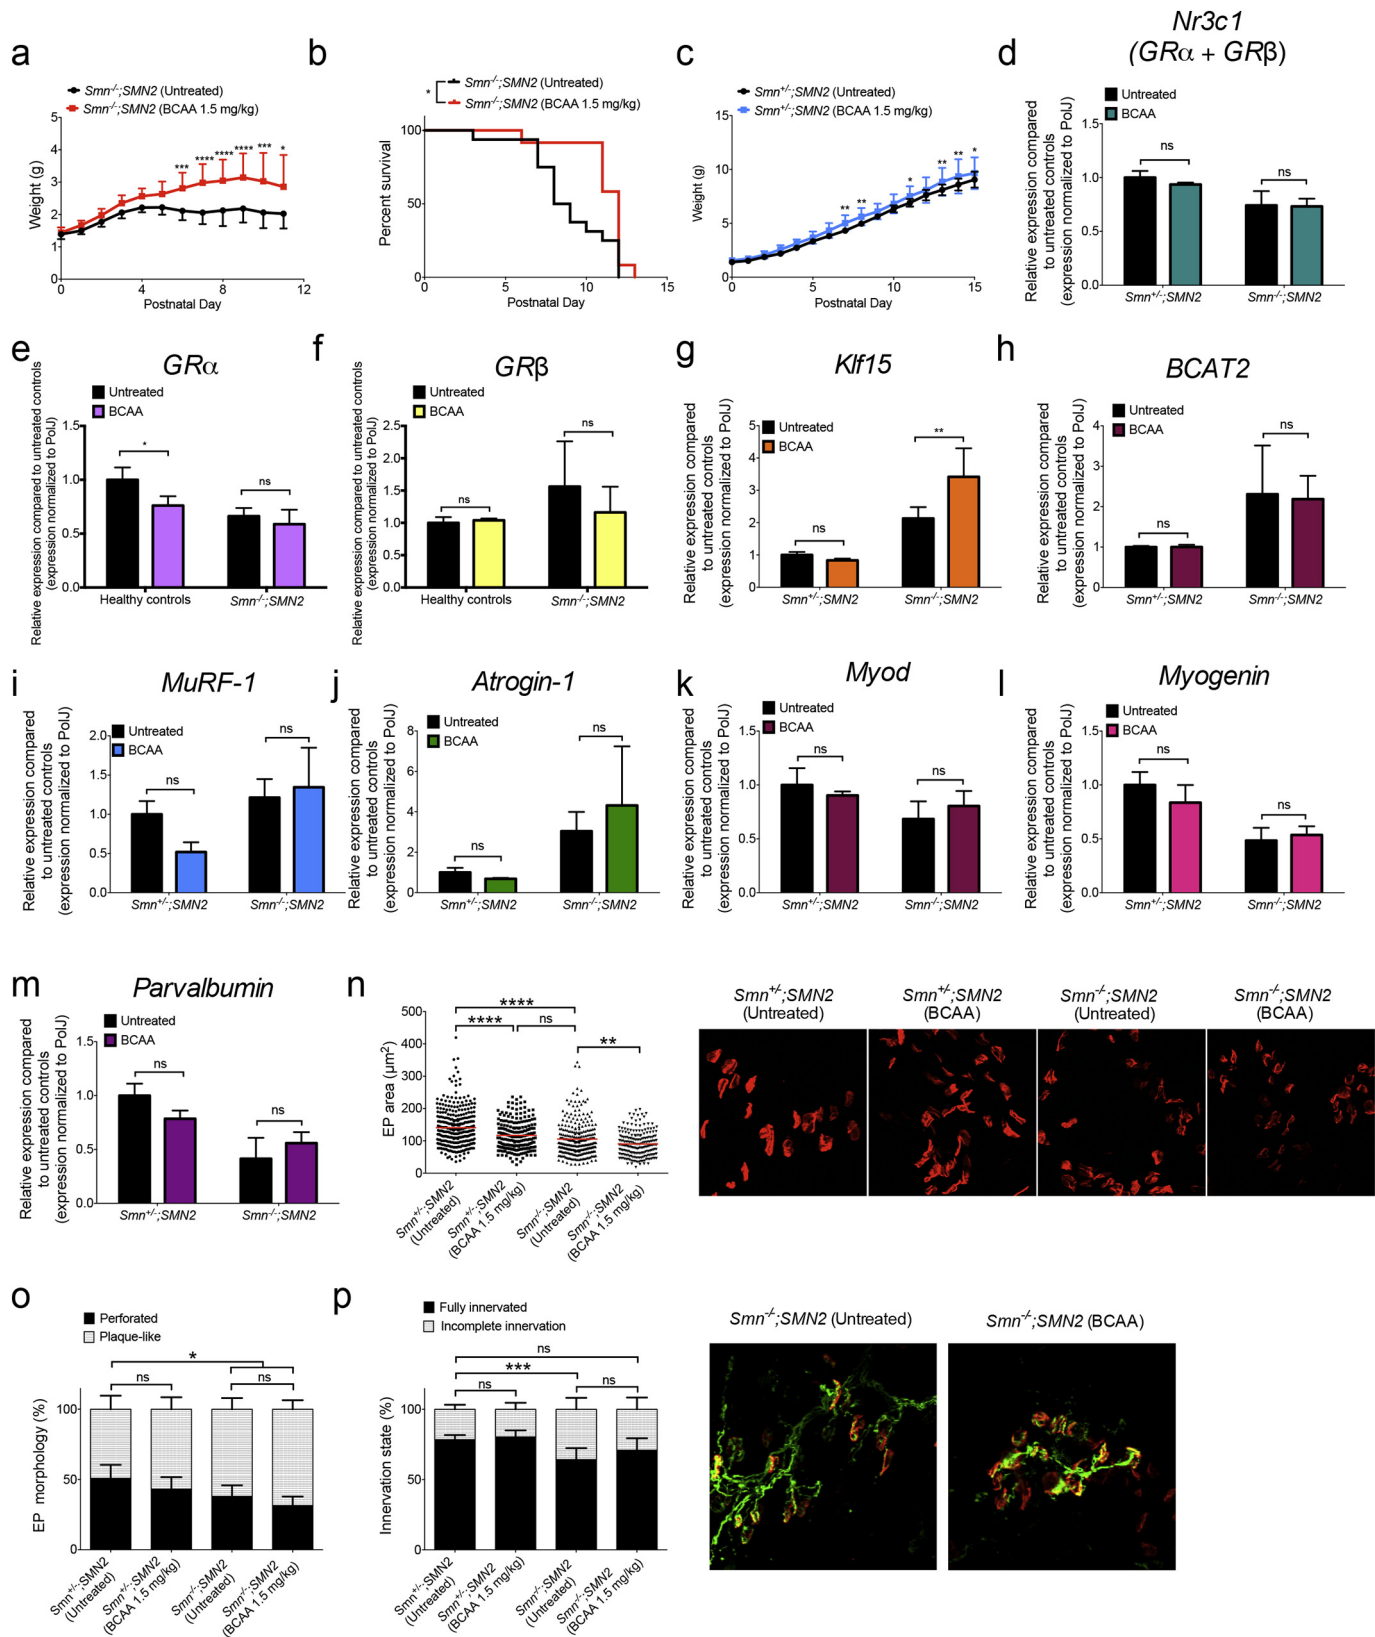 a
Smn-/-;SMN2 (Untreated)
Smn-/-;SMN2 (BCAA 1.5 mg/kg)
Weight (g)
5
4
3
2
1
0
*** **** **** **** *** *
0 4 8 12
Postnatal Day
b
Smn-/-;SMN2 (Untreated)
*
Smn-/-;SMN2 (BCAA 1.5 mg/kg)
Percent survival
100
50
0
0 5 10 15
Postnatal Day
c
Smn+/-;SMN2 (Untreated)
Smn+/-;SMN2 (BCAA 1.5 mg/kg)
Weight (g)
15
10
5
0
** ** * ** ** *
0 5 10 15
Postnatal Day
d
Nr3c1
(GRα + GRβ)
Untreated
BCAA
Relative expression compared
to untreated controls
(expression normalized to PolJ)
1.5
1.0
0.5
0.0
ns ns
Smn+/-;SMN2 Smn-/-;SMN2
e
GRα
Untreated
BCAA
Relative expression compared to untreated controls
(expression normalized to PolJ)
1.5
1.0
0.5
0.0
* ns
Healthy controls Smn-/-;SMN2
f
GRβ
Untreated
BCAA
Relative expression compared to untreated controls
(expression normalized to PolJ)
2.5
2.0
1.5
1.0
0.5
0.0
ns ns
Healthy controls Smn-/-;SMN2
g
Klf15
Untreated
BCAA
Relative expression compared
to untreated controls
(expression normalized to PolJ)
5
4
3
2
1
0
ns **
Smn+/-;SMN2 Smn-/-;SMN2
h
BCAT2
Untreated
BCAA
Relative expression compared
to untreated controls
(expression normalized to PolJ)
4
3
2
1
0
ns ns
Smn+/-;SMN2 Smn-/-;SMN2
i
MuRF-1
Untreated
BCAA
Relative expression compared
to untreated controls
(expression normalized to PolJ)
2.0
1.5
1.0
0.5
0.0
ns ns
Smn+/-;SMN2 Smn-/-;SMN2
j
Atrogin-1
Untreated
BCAA
Relative expression compared
to untreated controls
(expression normalized to PolJ)
8
6
4
2
0
ns ns
Smn+/-;SMN2 Smn-/-;SMN2
k
Myod
Untreated
BCAA
Relative expression compared
to untreated controls
(expression normalized to PolJ)
1.5
1.0
0.5
0.0
ns ns
Smn+/-;SMN2 Smn-/-;SMN2
l
Myogenin
Untreated
BCAA
Relative expression compared
to untreated controls
(expression normalized to PolJ)
1.5
1.0
0.5
0.0
ns ns
Smn+/-;SMN2 Smn-/-;SMN2
m
Parvalbumin
Untreated
BCAA
Relative expression compared
to untreated controls
(expression normalized to PolJ)
1.5
1.0
0.5
0.0
ns ns
Smn+/-;SMN2 Smn-/-;SMN2
n
EP area (µm2)
500
400
300
200
150
100
50
0
****
**** ns
**
Smn+/-;SMN2
(Untreated)
Smn+/-;SMN2
(BCAA 1.5 mg/kg)
Smn-/-;SMN2
(Untreated)
Smn-/-;SMN2
(BCAA 1.5 mg/kg)
Smn+/-;SMN2
(Untreated)
Smn+/-;SMN2
(BCAA)
Smn-/-;SMN2
(Untreated)
Smn-/-;SMN2
(BCAA)
o
Perforated
Plaque-like
EP morphology (%)
100
50
0
*
ns ns
Smn+/-;SMN2
(Untreated)
Smn+/-;SMN2
(BCAA 1.5 mg/kg)
Smn-/-;SMN2
(Untreated)
Smn-/-;SMN2
(BCAA 1.5 mg/kg)
p
Fully innervated
Incomplete innervation
Innervation state (%)
100
50
0
ns
***
ns ns
Smn+/-;SMN2
(Untreated)
Smn+/-;SMN2
(BCAA 1.5 mg/kg)
Smn-/-;SMN2
(Untreated)
Smn-/-;SMN2
(BCAA 1.5 mg/kg)
Smn-/-;SMN2 (Untreated)
Smn-/-;SMN2 (BCAA)